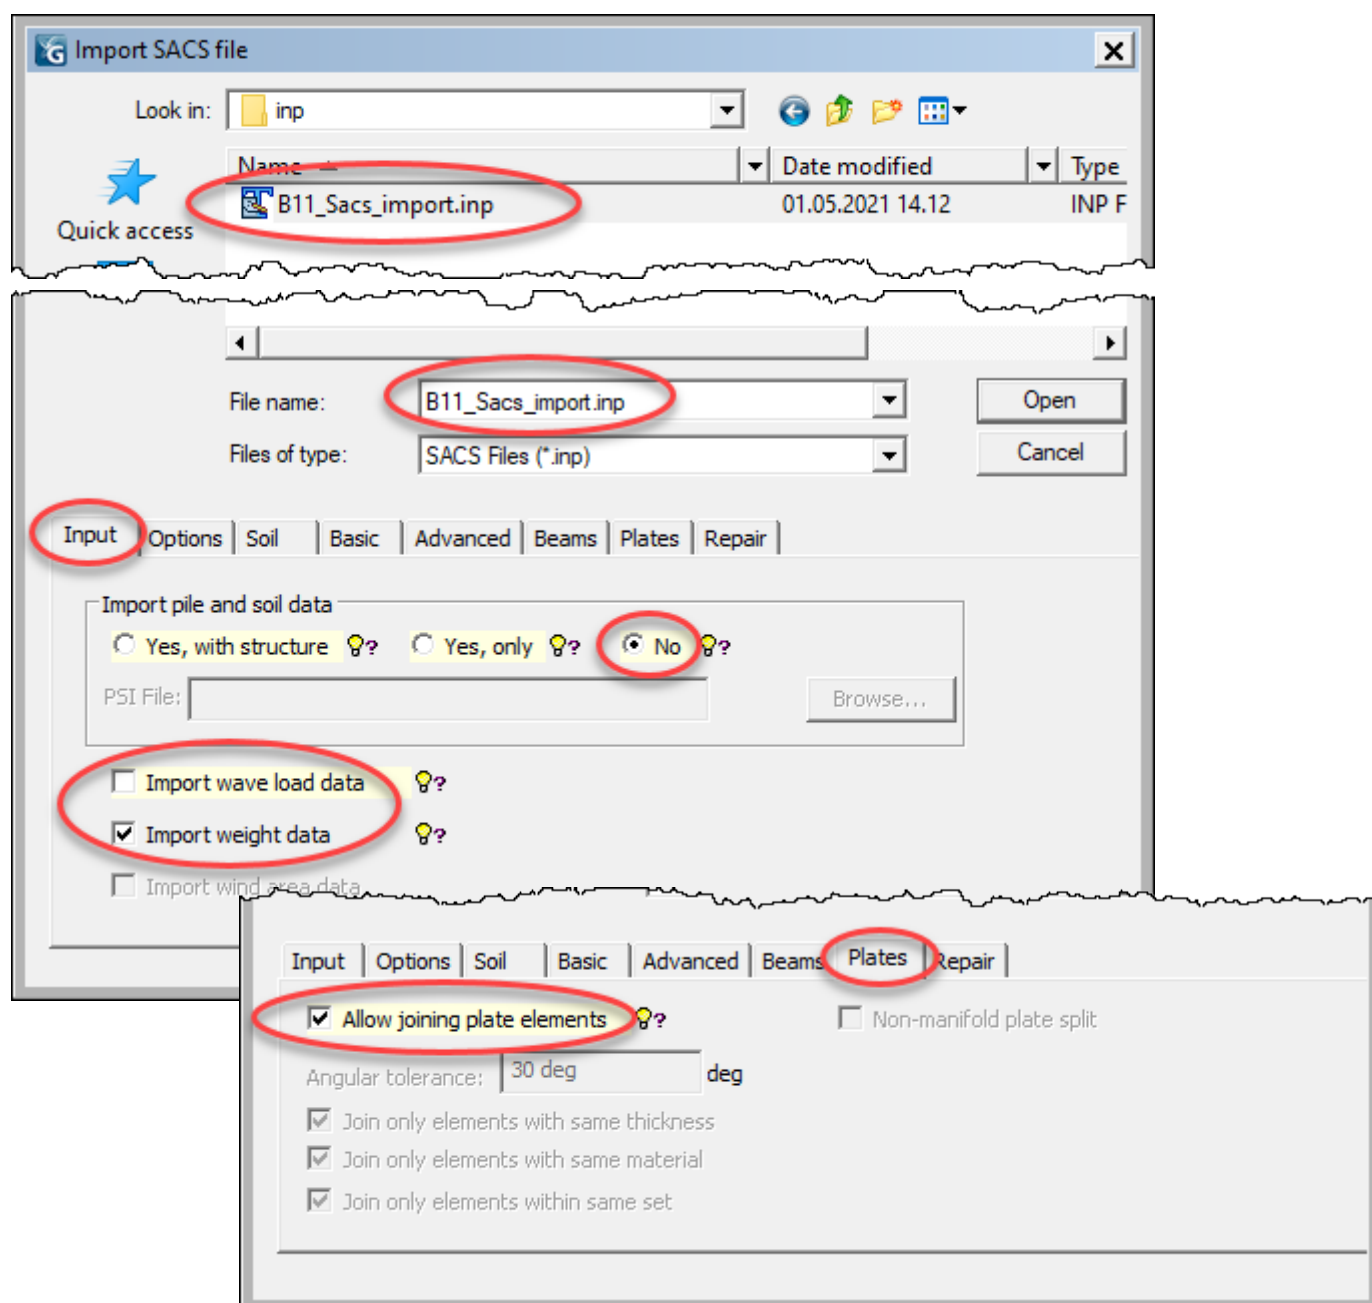 Import SACS file
Look in: inp
Name Date modified Type
B11_Sacs_import.inp 01.05.2021 14.12 INP F
Quick access
File name: B11_Sacs_import.inp Open
Files of type: SACS Files (*.inp) Cancel
Input Options Soil Basic Advanced Beams Plates Repair
Import pile and soil data
Yes, with structure ? Yes, only ? No ?
PSI File: Browse...
Import wave load data ?
Import weight data ?
Import wind area data
Input Options Soil Basic Advanced Beams Plates Repair
Allow joining plate elements ? Non-manifold plate split
Angular tolerance: 30 deg deg
Join only elements with same thickness
Join only elements with same material
Join only elements within same set